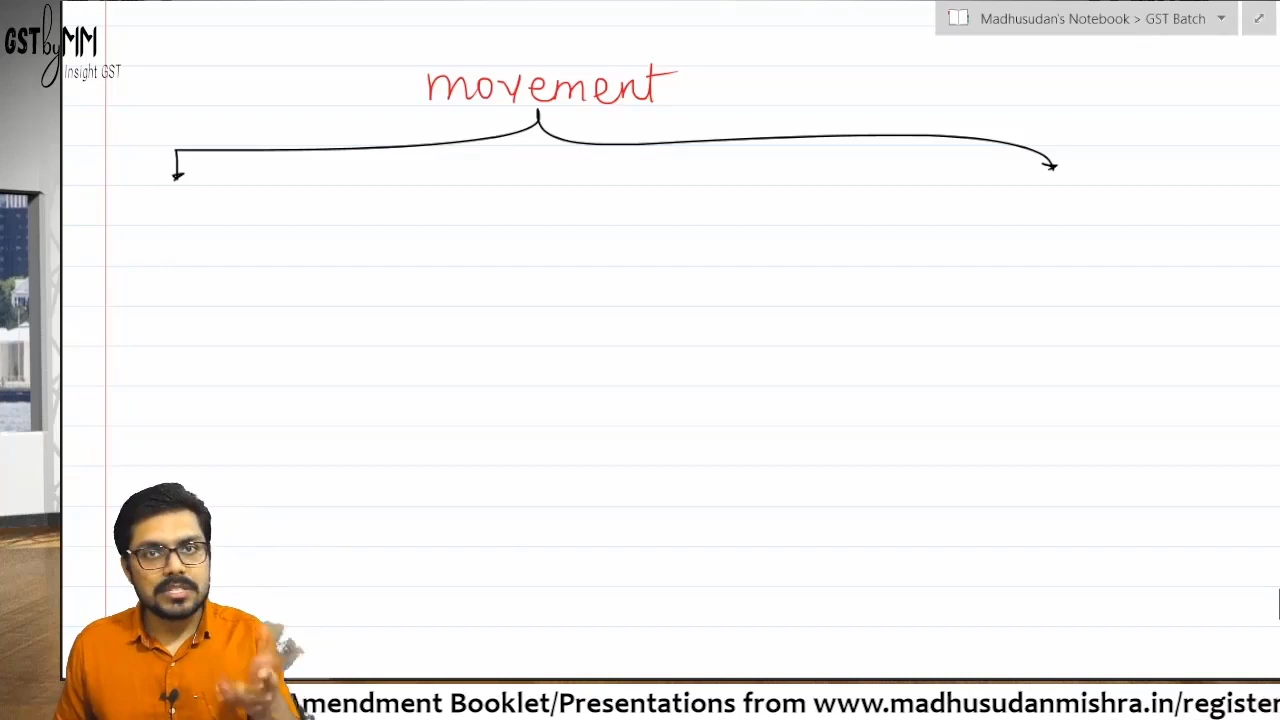 GST by MM
Insight GST
Madhusudan's Notebook > GST Batch
movement
Amendment Booklet/Presentations from www.madhusudanmishra.in/register